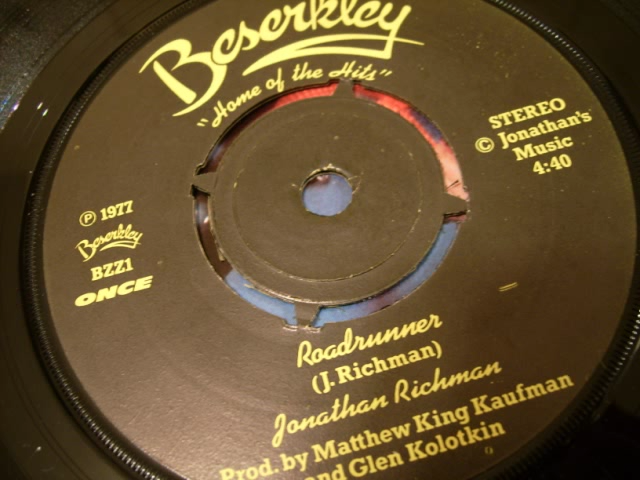 Beserkley
"Home of the Hits"
STEREO
© Jonathan's
Music
4:40
℗ 1977
Beserkley
BZZ1
ONCE
Roadrunner
(J. Richman)
Jonathan Richman
Prod. by Matthew King Kaufman
and Glen Kolotkin